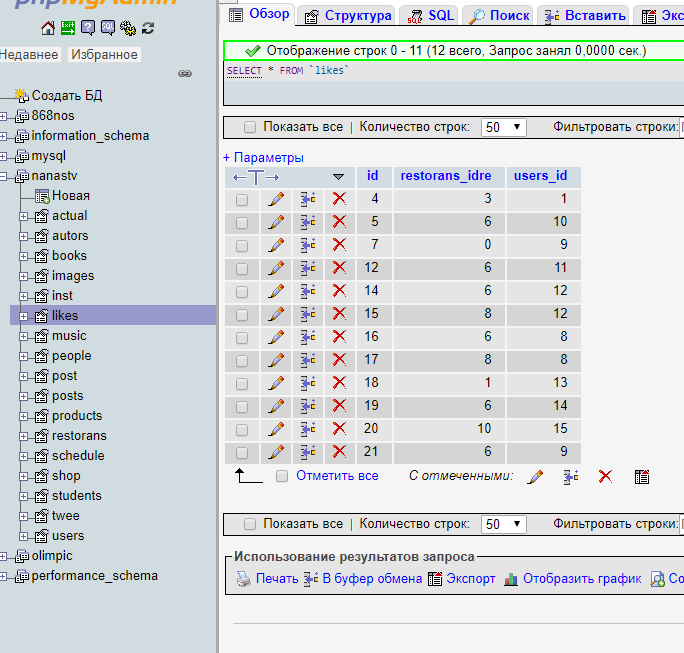 phpMyAdmin
Недавнее Избранное
Создать БД
868nos
information_schema
mysql
nanastv
Новая
actual
autors
books
images
inst
likes
music
people
post
posts
products
restorans
schedule
shop
students
twee
users
olimpic
performance_schema
Обзор Структура SQL Поиск Вставить Экс
Отображение строк 0 - 11 (12 всего, Запрос занял 0,0000 сек.)
SELECT * FROM `likes`
Показать все | Количество строк: 50 Фильтровать строки:
+ Параметры
←T→ id restorans_idre users_id
4 3 1
5 6 10
7 0 9
12 6 11
14 6 12
15 8 12
16 6 8
17 8 8
18 1 13
19 6 14
20 10 15
21 6 9
Отметить все С отмеченными:
Показать все | Количество строк: 50 Фильтровать строки:
Использование результатов запроса
Печать В буфер обмена Экспорт Отобразить график Со